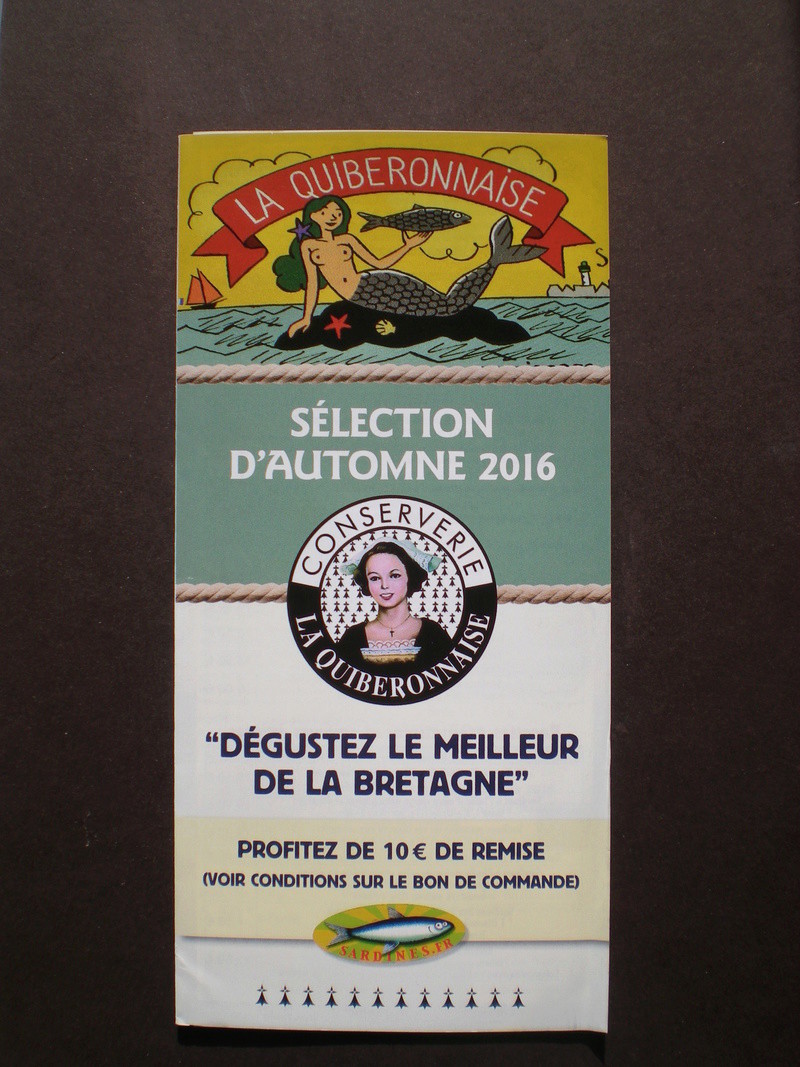 LA QUIBERONNAISE
SÉLECTION
D'AUTOMNE 2016
CONSERVERIE
LA QUIBERONNAISE
“DÉGUSTEZ LE MEILLEUR
DE LA BRETAGNE”
PROFITEZ DE 10€ DE REMISE
(VOIR CONDITIONS SUR LE BON DE COMMANDE)
SARDINES.FR